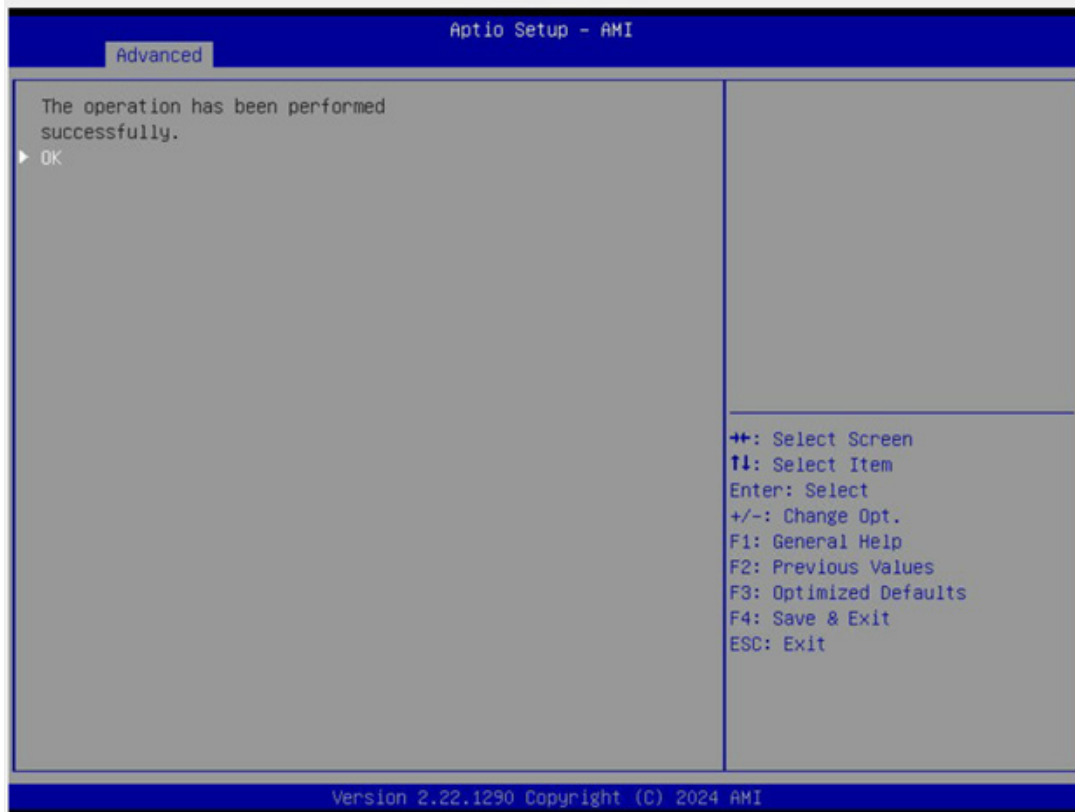 Aptio Setup - AMI
Advanced
The operation has been performed
successfully.
OK
→←: Select Screen
↑↓: Select Item
Enter: Select
+/-: Change Opt.
F1: General Help
F2: Previous Values
F3: Optimized Defaults
F4: Save & Exit
ESC: Exit
Version 2.22.1290 Copyright (C) 2024 AMI